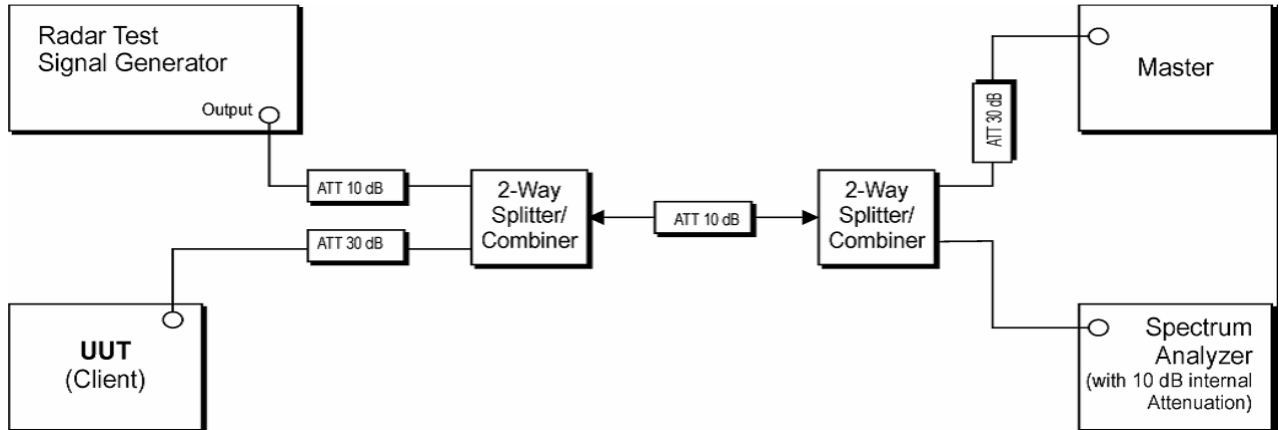 Radar Test
Signal Generator
Output
ATT 10 dB
ATT 30 dB
2-Way
Splitter/
Combiner
ATT 10 dB
2-Way
Splitter/
Combiner
ATT 30 dB
Master
UUT
(Client)
Spectrum
Analyzer
(with 10 dB internal
Attenuation)